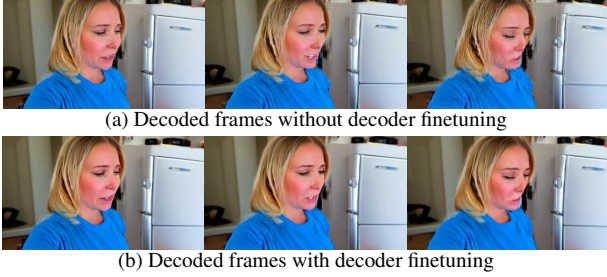 (a) Decoded frames without decoder finetuning
(b) Decoded frames with decoder finetuning